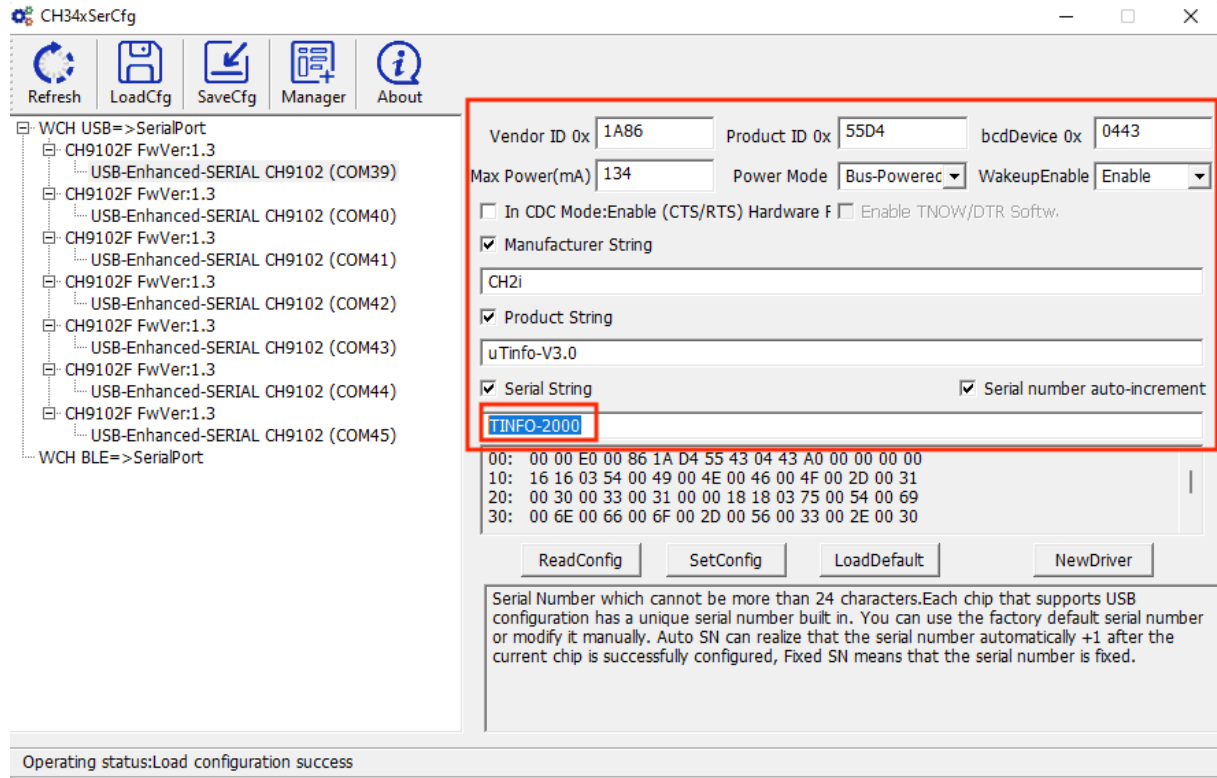 CH34xSerCfg
Refresh LoadCfg SaveCfg Manager About
WCH USB=>SerialPort
CH9102F FwVer:1.3
USB-Enhanced-SERIAL CH9102 (COM39)
CH9102F FwVer:1.3
USB-Enhanced-SERIAL CH9102 (COM40)
CH9102F FwVer:1.3
USB-Enhanced-SERIAL CH9102 (COM41)
CH9102F FwVer:1.3
USB-Enhanced-SERIAL CH9102 (COM42)
CH9102F FwVer:1.3
USB-Enhanced-SERIAL CH9102 (COM43)
CH9102F FwVer:1.3
USB-Enhanced-SERIAL CH9102 (COM44)
CH9102F FwVer:1.3
USB-Enhanced-SERIAL CH9102 (COM45)
WCH BLE=>SerialPort
Vendor ID 0x 1A86 Product ID 0x 55D4 bcdDevice 0x 0443
Max Power(mA) 134 Power Mode Bus-Powered WakeupEnable Enable
In CDC Mode:Enable (CTS/RTS) Hardware F Enable TNOW/DTR Softw.
Manufacturer String
CH2i
Product String
uTinfo-V3.0
Serial String Serial number auto-increment
TINFO-2000
00: 00 00 E0 00 86 1A D4 55 43 04 43 A0 00 00 00 00
10: 16 16 03 54 00 49 00 4E 00 46 00 4F 00 2D 00 31
20: 00 30 00 33 00 31 00 00 18 18 03 75 00 54 00 69
30: 00 6E 00 66 00 6F 00 2D 00 56 00 33 00 2E 00 30
ReadConfig SetConfig LoadDefault NewDriver
Serial Number which cannot be more than 24 characters.Each chip that supports USB
configuration has a unique serial number built in. You can use the factory default serial number
or modify it manually. Auto SN can realize that the serial number automatically +1 after the
current chip is successfully configured, Fixed SN means that the serial number is fixed.
Operating status:Load configuration success